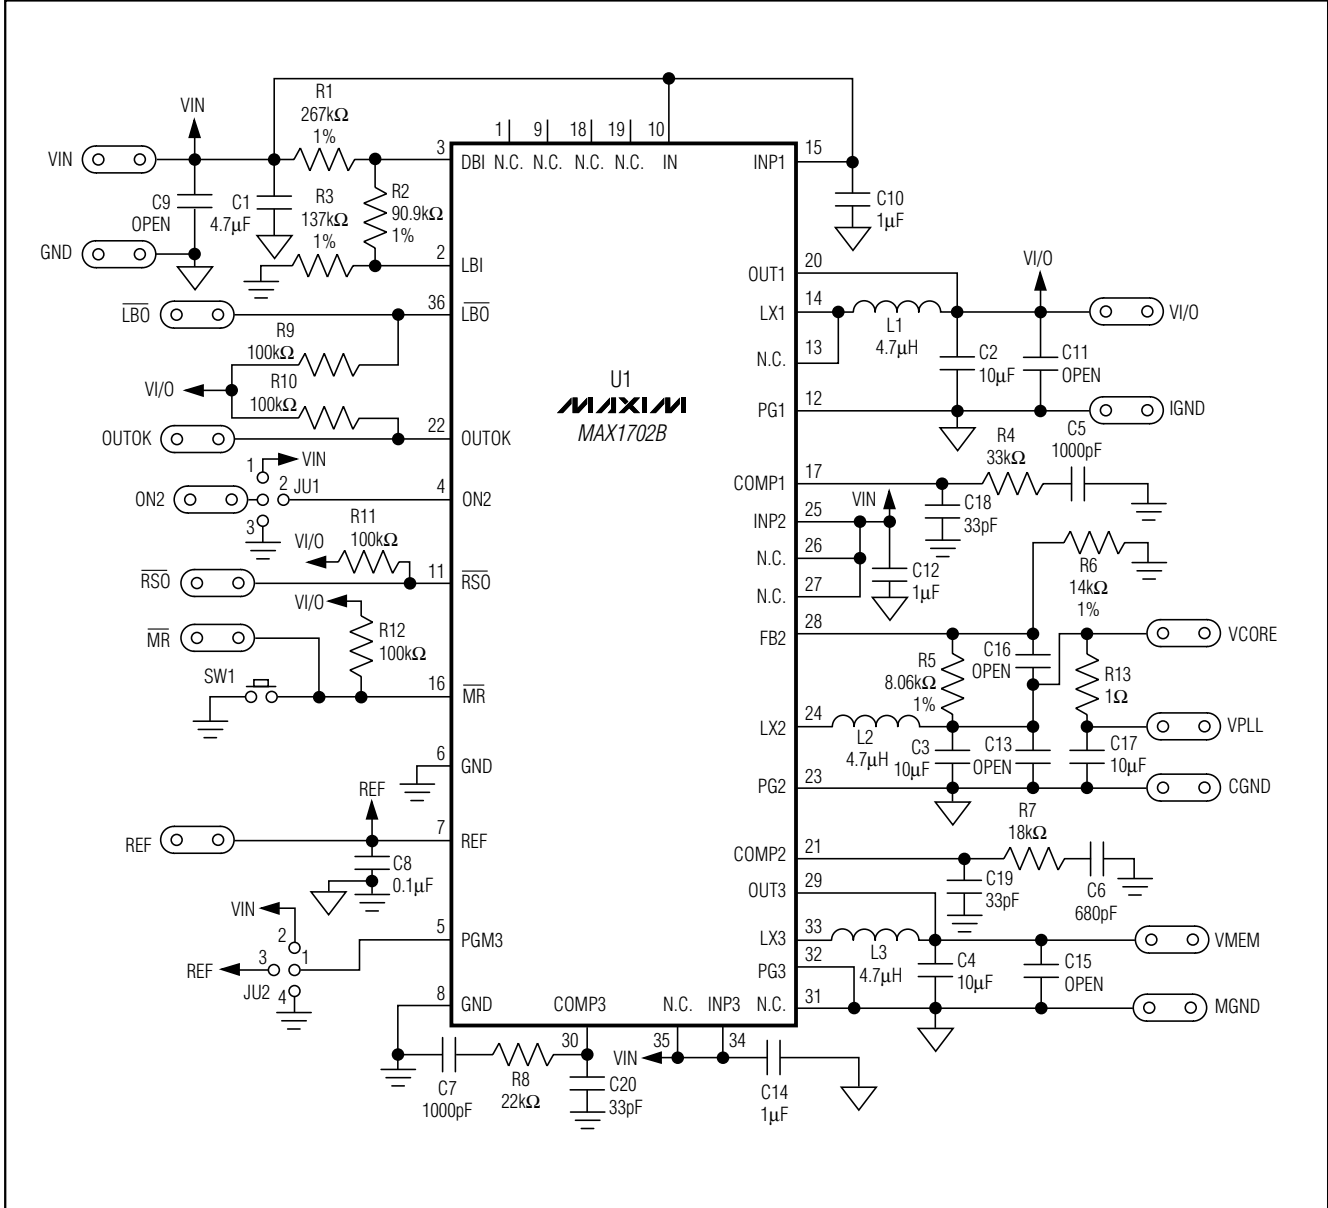 VIN
VIN
R1
267kΩ
1%
3
DBI
1
N.C.
9
N.C.
18
N.C.
19
N.C.
10
IN
INP1
15
C10
1µF
C9
OPEN
C1
4.7µF
R3
137kΩ
1%
R2
90.9kΩ
1%
GND
2
LBI
OUT1
20
VI/O
LBO
36
LBO
LX1
14
L1
4.7µH
VI/O
R9
100kΩ
N.C.
13
C2
10µF
C11
OPEN
VI/O
R10
100kΩ
U1
MAXIM
MAX1702B
PG1
12
IGND
OUTOK
22
OUTOK
R4
33kΩ
C5
1000pF
COMP1
17
1
VIN
2
JU1
3
ON2
4
ON2
VIN
INP2
25
C18
33pF
R11
100kΩ
VI/O
N.C.
26
C12
1µF
R6
14kΩ
1%
RSO
11
RSO
N.C.
27
VI/O
MR
R12
100kΩ
FB2
28
VCORE
SW1
16
MR
R5
8.06kΩ
1%
C16
OPEN
R13
1Ω
LX2
24
L2
4.7µH
C3
10µF
C13
OPEN
C17
10µF
VPLL
6
GND
PG2
23
CGND
REF
REF
7
REF
C8
0.1µF
R7
18kΩ
COMP2
21
C19
33pF
C6
680pF
OUT3
29
VIN
2
3
1
REF
JU2
4
5
PGM3
LX3
33
L3
4.7µH
VMEM
PG3
32
C4
10µF
C15
OPEN
8
GND
COMP3
N.C.
INP3
N.C.
31
MGND
30
35
34
VIN
C7
1000pF
R8
22kΩ
C20
33pF
C14
1µF